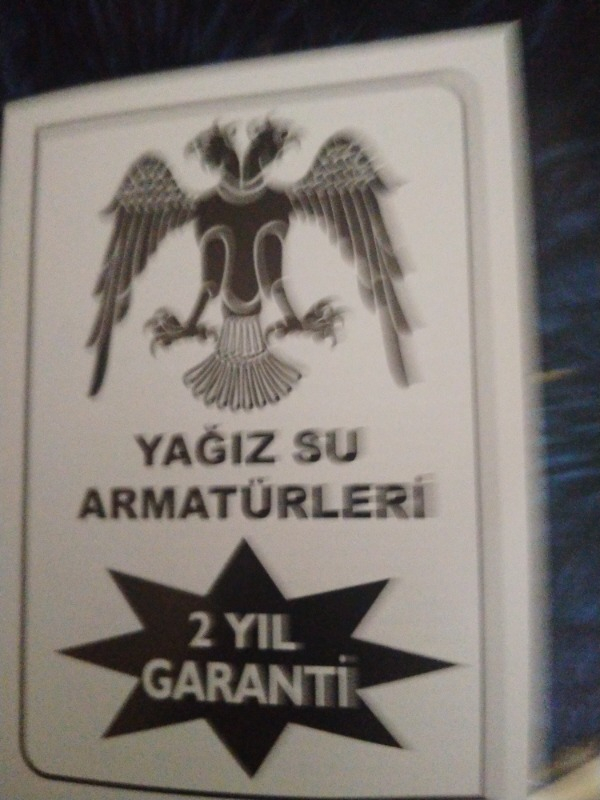 YAĞIZ SU
ARMATÜRLERİ
2 YIL
GARANTİ